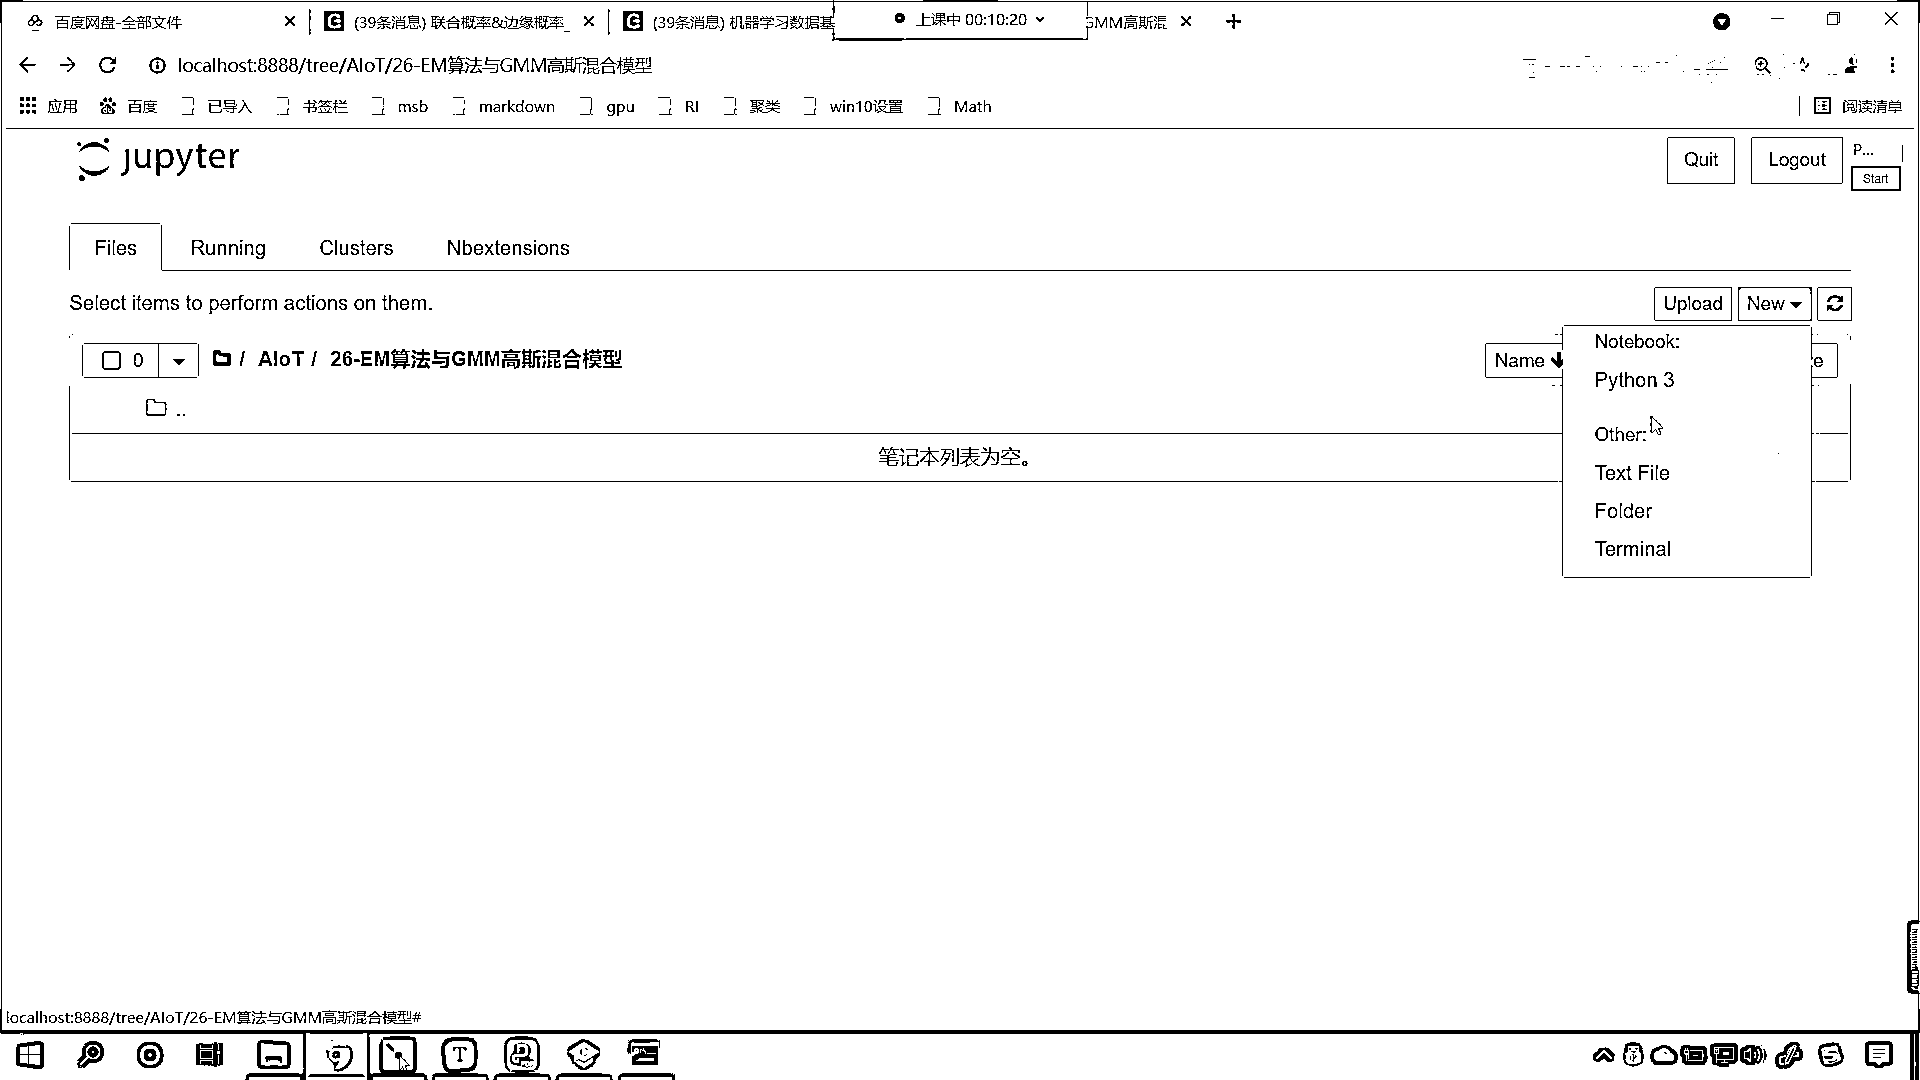 百度网盘-全部文件
(39条消息) 联合概率&边缘概率_
(39条消息) 机器学习数据基
上课中 00:10:20
GMM高斯混
localhost:8888/tree/AIoT/26-EM算法与GMM高斯混合模型
应用
百度
已导入
书签栏
msb
markdown
gpu
RI
聚类
win10设置
Math
阅读清单
jupyter
Quit
Logout
P...
Start
Files
Running
Clusters
Nbextensions
Select items to perform actions on them.
Upload
New
0
/ AIoT / 26-EM算法与GMM高斯混合模型
Name
e
Notebook:
Python 3
Other:
Text File
Folder
Terminal
..
笔记本列表为空。
localhost:8888/tree/AIoT/26-EM算法与GMM高斯混合模型#